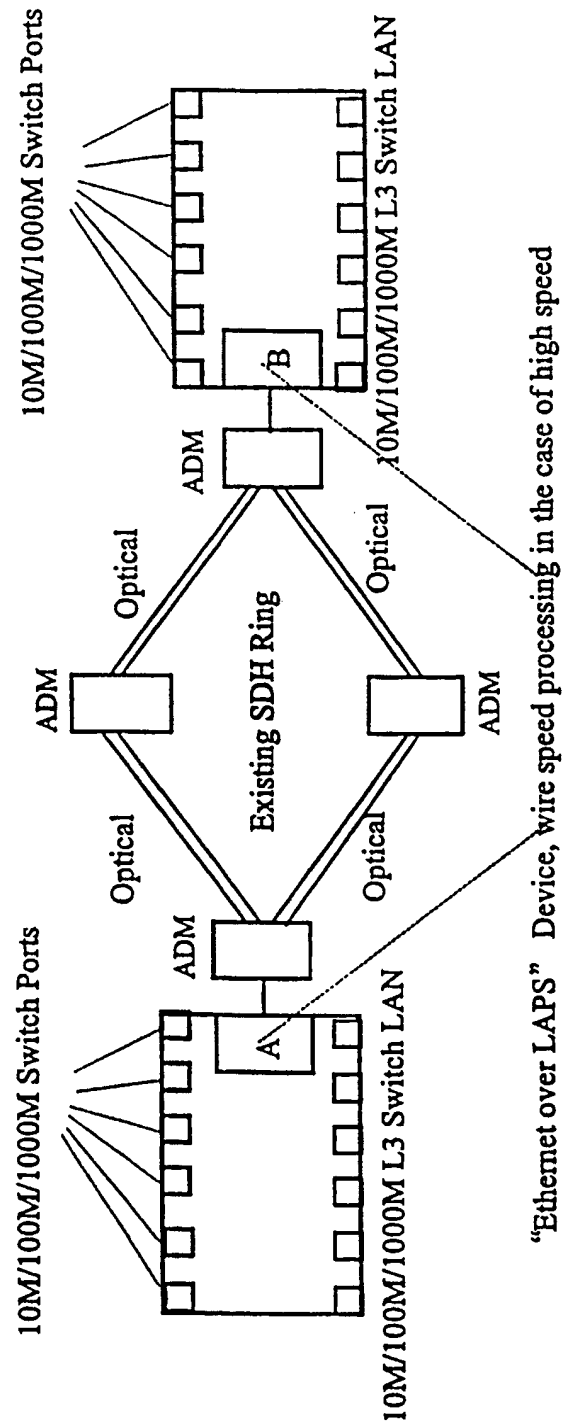 10M/100M/1000M Switch Ports
10M/100M/1000M Switch Ports
ADM
Optical
Optical
ADM
ADM
A
B
Existing SDH Ring
Optical
Optical
10M/100M/1000M L3 Switch LAN
ADM
10M/100M/1000M L3 Switch LAN
“Ethernet over LAPS” Device, wire speed processing in the case of high speed